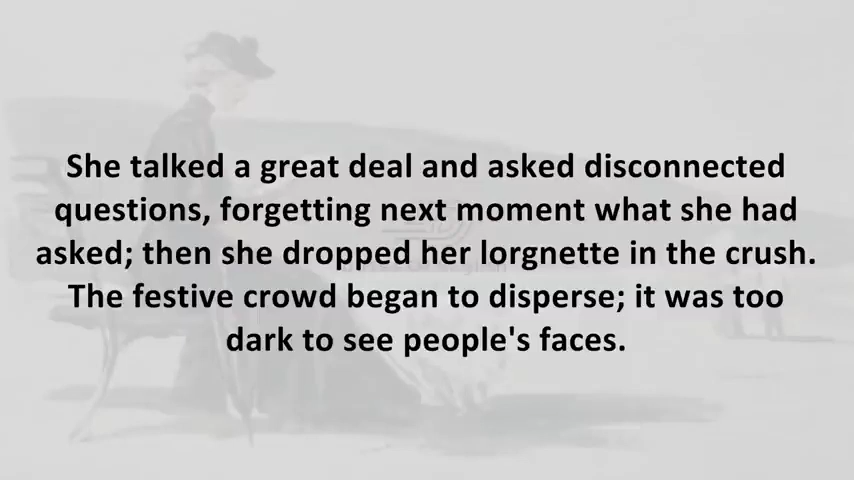 She talked a great deal and asked disconnected
questions, forgetting next moment what she had
asked; then she dropped her lorgnette in the crush.
The festive crowd began to disperse; it was too
dark to see people's faces.